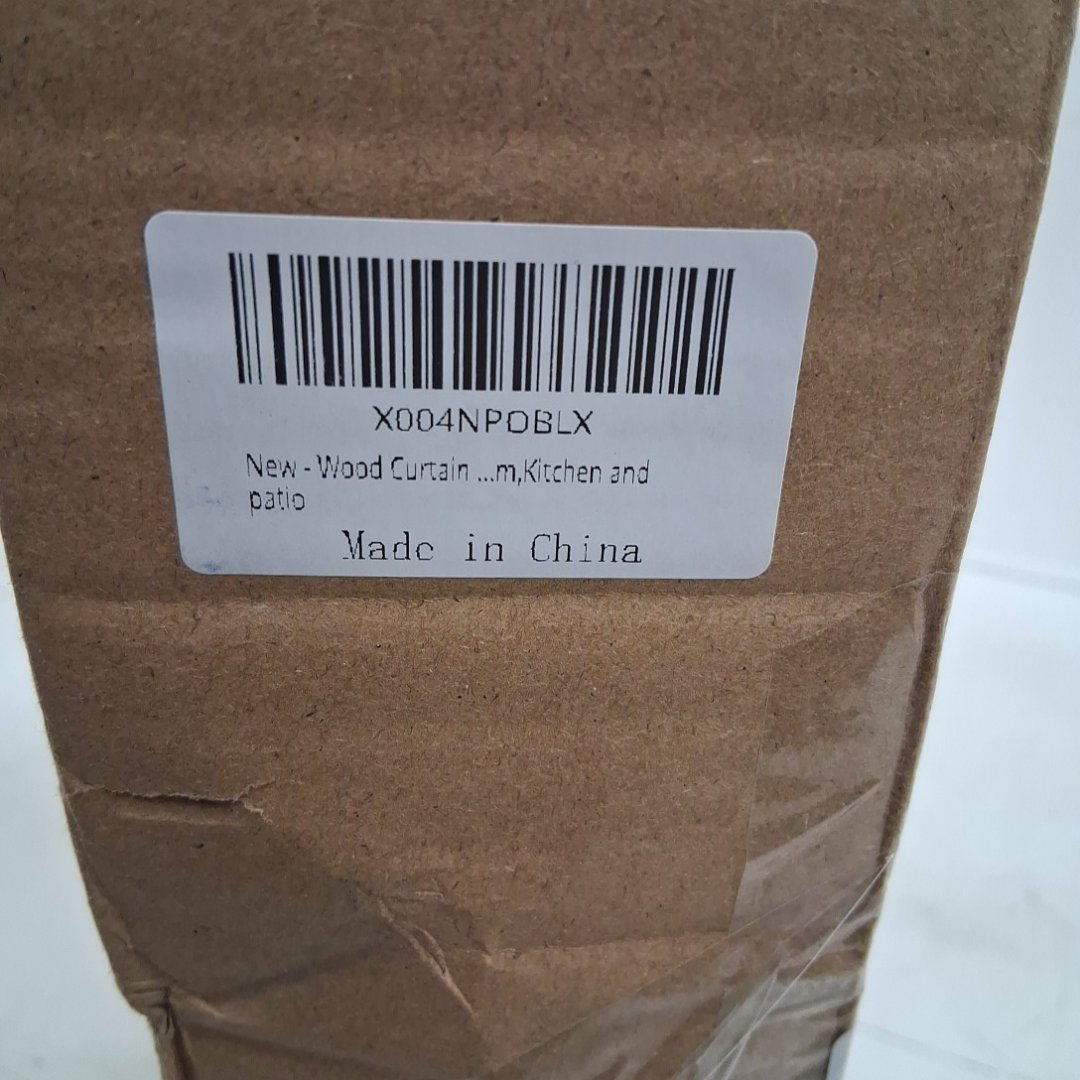 X004NPOBLX
New - Wood Curtain ...m,Kitchen and
patio
Made in China